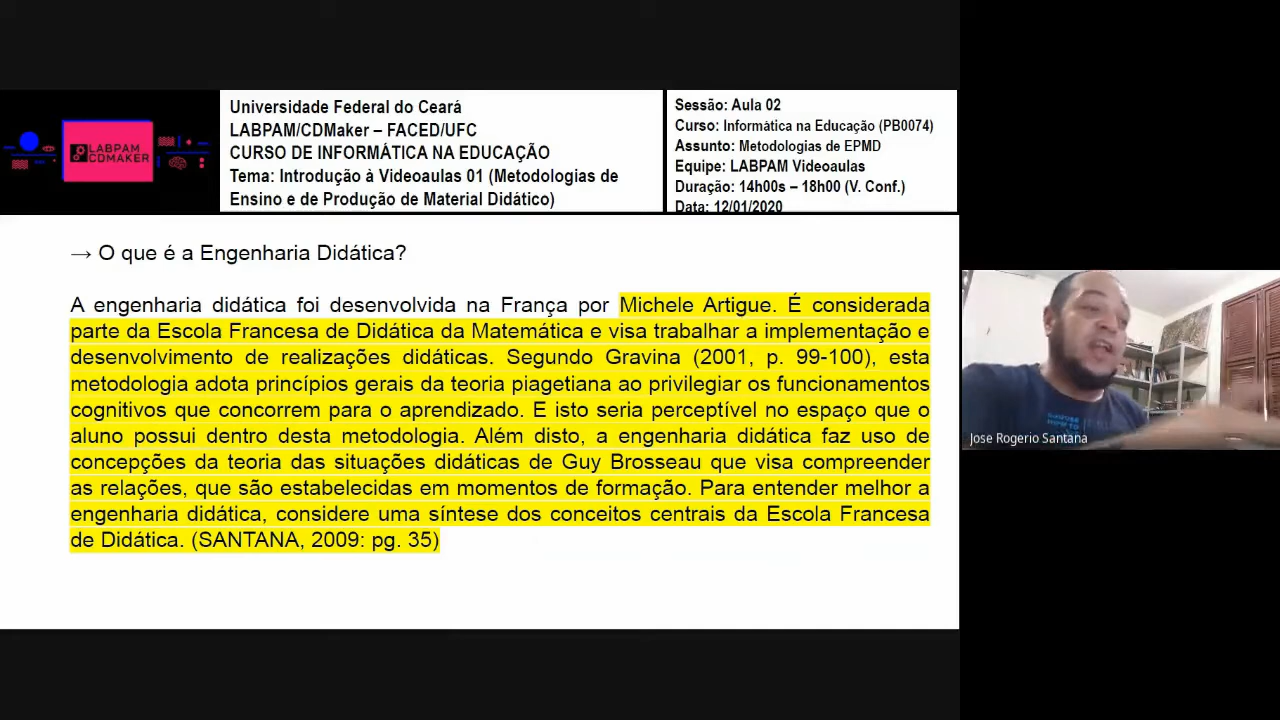 LABPAM
CDMAKER
Universidade Federal do Ceará
LABPAM/CDMaker – FACED/UFC
CURSO DE INFORMÁTICA NA EDUCAÇÃO
Tema: Introdução à Videoaulas 01 (Metodologias de
Ensino e de Produção de Material Didático)
Sessão: Aula 02
Curso: Informática na Educação (PB0074)
Assunto: Metodologias de EPMD
Equipe: LABPAM Videoaulas
Duração: 14h00s – 18h00 (V. Conf.)
Data: 12/01/2020
→ O que é a Engenharia Didática?
A engenharia didática foi desenvolvida na França por Michele Artigue. É considerada
parte da Escola Francesa de Didática da Matemática e visa trabalhar a implementação e
desenvolvimento de realizações didáticas. Segundo Gravina (2001, p. 99-100), esta
metodologia adota princípios gerais da teoria piagetiana ao privilegiar os funcionamentos
cognitivos que concorrem para o aprendizado. E isto seria perceptível no espaço que o
aluno possui dentro desta metodologia. Além disto, a engenharia didática faz uso de
concepções da teoria das situações didáticas de Guy Brosseau que visa compreender
as relações, que são estabelecidas em momentos de formação. Para entender melhor a
engenharia didática, considere uma síntese dos conceitos centrais da Escola Francesa
de Didática. (SANTANA, 2009: pg. 35)
Jose Rogerio Santana